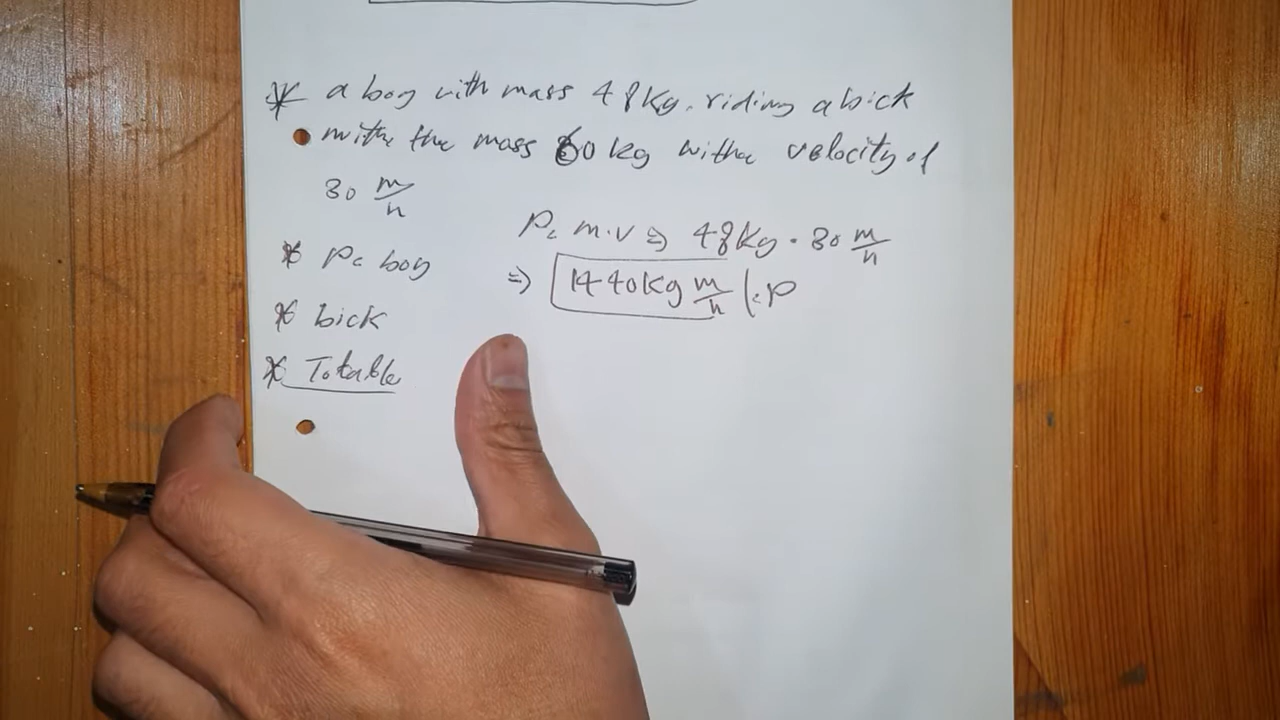 * a boy with mass 48Kg. riding a bick
• with the mass 60 kg with a velocity of
30 m/h
* P: boy
P: m.v ⇒ 48Kg · 30 m/h
⇒ 1440kg m/h (:P
* bick
* Totable